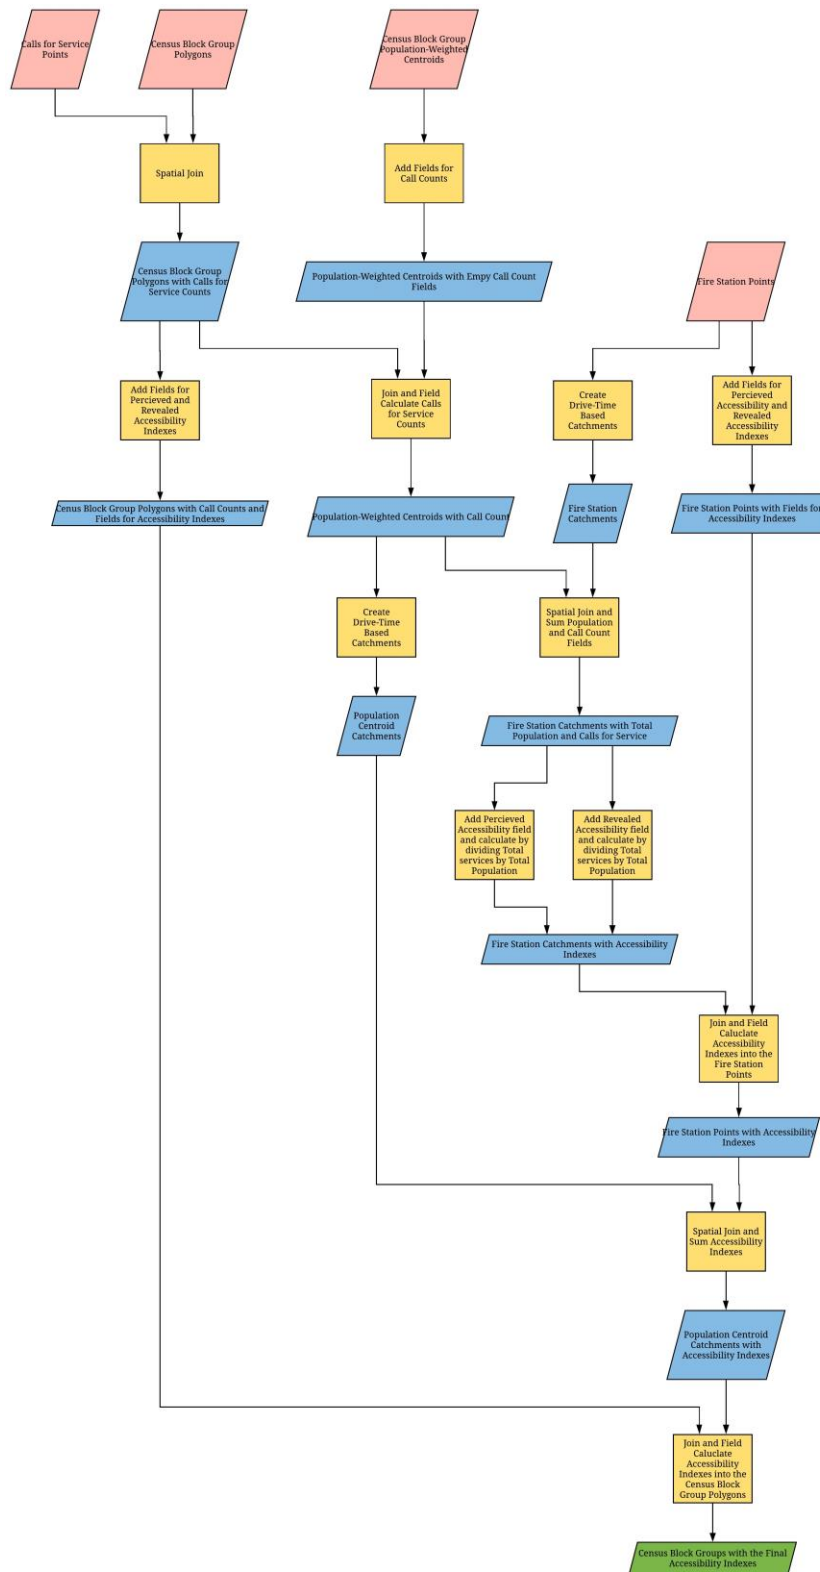 Calls for Service
Points
Census Block Group
Polygons
Census Block Group
Population-Weighted
Centroids
Spatial Join
Add Fields for
Call Counts
Census Block Group
Polygons with Calls for
Service Counts
Population-Weighted Centroids with Empy Call Count
Fields
Fire Station Points
Add Fields for
Percieved and
Revealed
Accessibility
Indexes
Join and Field
Calculate Calls
for Service
Counts
Create
Drive-Time
Based
Catchments
Add Fields for
Percieved
Accessibility and
Revealed
Accessibility
Indexes
Cenus Block Group Polygons with Call Counts and
Fields for Accessibility Indexes
Population-Weighted Centroids with Call Count
Fire Station
Catchments
Fire Station Points with Fields for
Accessibility Indexes
Create
Drive-Time
Based
Catchments
Spatial Join and
Sum Population
and Call Count
Fields
Population
Centroid
Catchments
Fire Station Catchments with Total
Population and Calls for Service
Add Percieved
Accessibility field
and calculate by
dividing Total
services by Total
Population
Add Revealed
Accessibility field
and calculate by
dividing Total
services by Total
Population
Fire Station Catchments with Accessibility
Indexes
Join and Field
Caluclate
Accessibility
Indexes into the
Fire Station
Points
Fire Station Points with Accessibility
Indexes
Spatial Join and
Sum Accessibility
Indexes
Population Centroid
Catchments with
Accessibility Indexes
Join and Field
Caluclate
Accessibility
Indexes into the
Census Block
Group Polygons
Census Block Groups with the Final
Accessibility Indexes